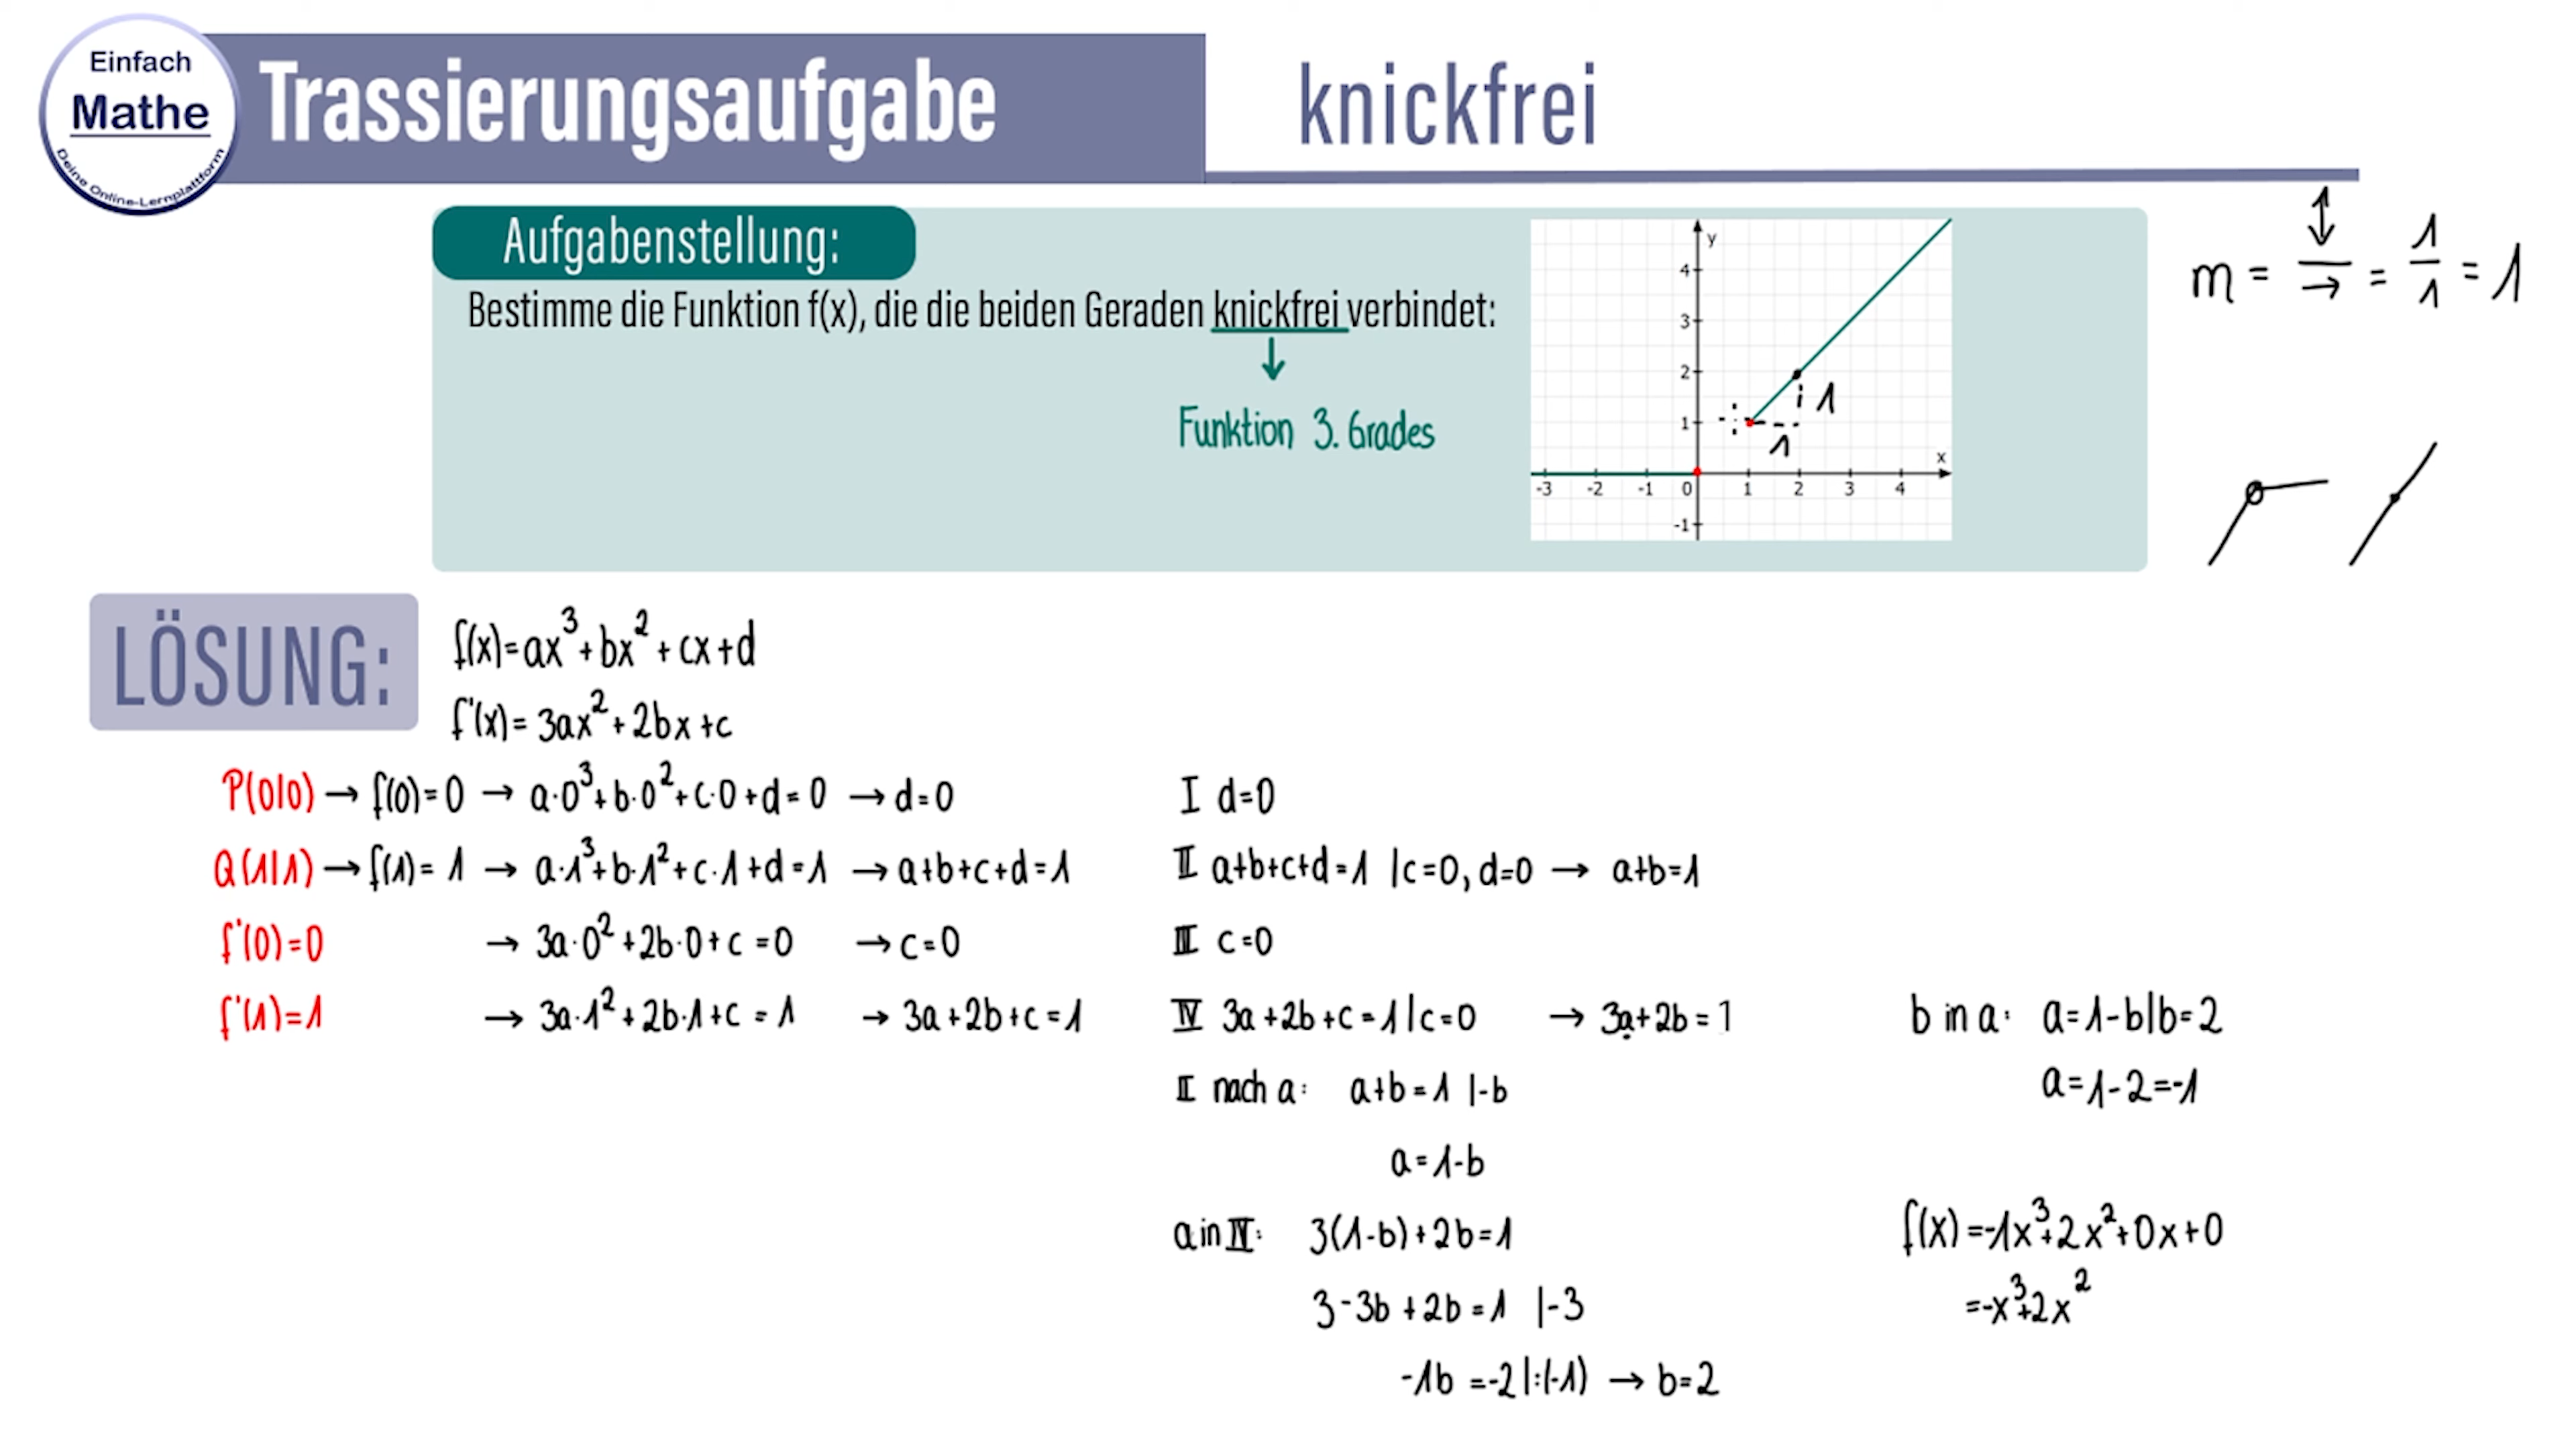 Einfach
Mathe
Deine Online-Lernplattform
Trassierungsaufgabe
knickfrei
Aufgabenstellung:
Bestimme die Funktion f(x), die die beiden Geraden knickfrei verbindet:
↓
Funktion 3. Grades
y
4
3
2
1
-1
-3 -2 -1 0 1 2 3 4
x
1
1
m = ↕/→ = 1/1 = 1
1
LÖSUNG:
f(x)=ax³+bx²+cx+d
f'(x)=3ax²+2bx+c
P(0|0) → f(0)=0 → a·0³+b·0²+c·0+d=0 → d=0
Q(1|1) → f(1)=1 → a·1³+b·1²+c·1+d=1 → a+b+c+d=1
f'(0)=0 → 3a·0²+2b·0+c=0 → c=0
f'(1)=1 → 3a·1²+2b·1+c=1 → 3a+2b+c=1
I d=0
II a+b+c+d=1 |c=0, d=0 → a+b=1
III c=0
IV 3a+2b+c=1|c=0 → 3a+2b=1
II nach a: a+b=1 |-b
a=1-b
a in IV: 3(1-b)+2b=1
3-3b+2b=1 |-3
-1b=-2|:(-1) → b=2
b in a: a=1-b|b=2
a=1-2=-1
f(x)=-1x³+2x²+0x+0
=-x³+2x²